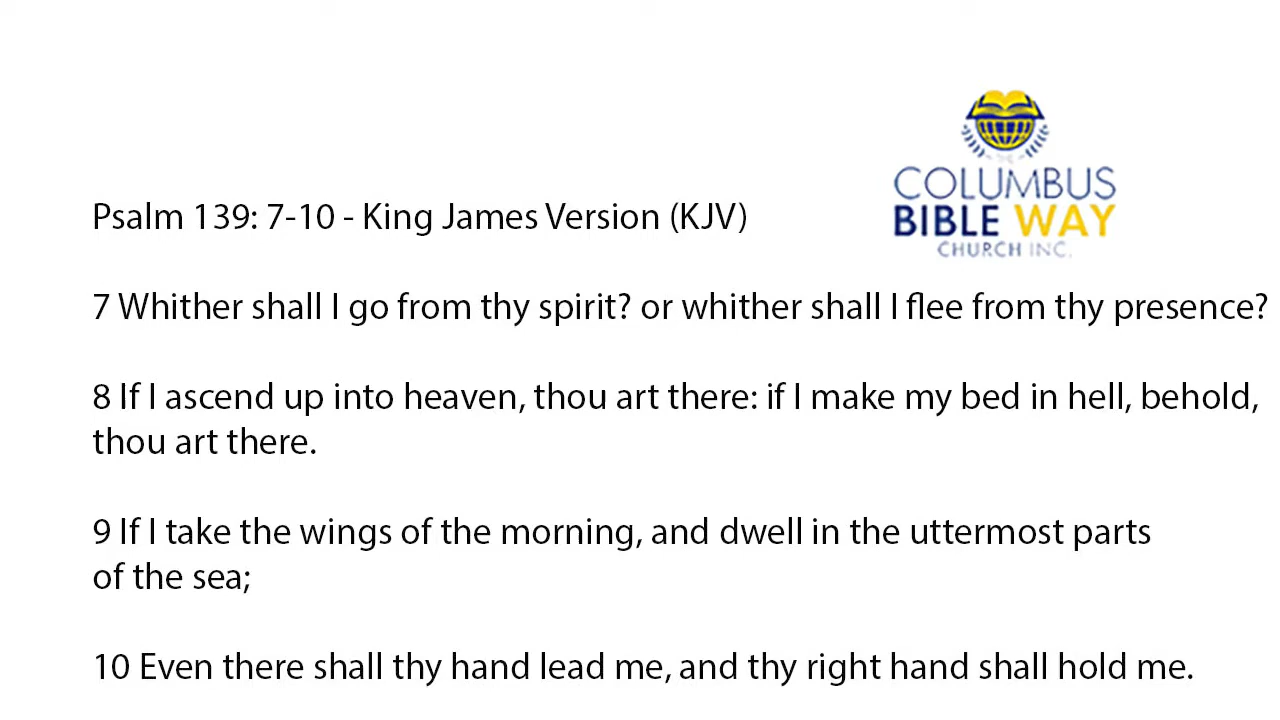 COLUMBUS
BIBLE WAY
CHURCH INC.
Psalm 139: 7-10 - King James Version (KJV)
7 Whither shall I go from thy spirit? or whither shall I flee from thy presence?
8 If I ascend up into heaven, thou art there: if I make my bed in hell, behold,
thou art there.
9 If I take the wings of the morning, and dwell in the uttermost parts
of the sea;
10 Even there shall thy hand lead me, and thy right hand shall hold me.